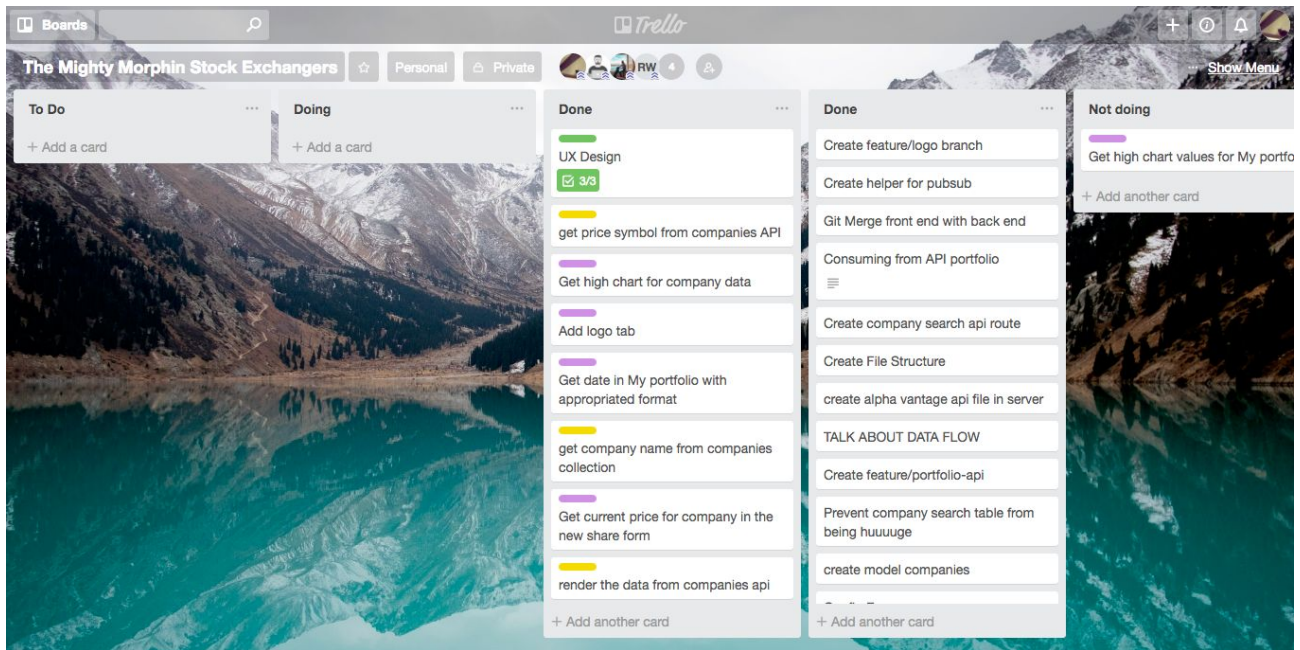 Boards
Trello
The Mighty Morphin Stock Exchangers
Personal
Private
RW
4
Show Menu
To Do
+ Add a card
Doing
+ Add a card
Done
UX Design
3/3
get price symbol from companies API
Get high chart for company data
Add logo tab
Get date in My portfolio with
appropriated format
get company name from companies
collection
Get current price for company in the
new share form
render the data from companies api
+ Add another card
Done
Create feature/logo branch
Create helper for pubsub
Git Merge front end with back end
Consuming from API portfolio
Create company search api route
Create File Structure
create alpha vantage api file in server
TALK ABOUT DATA FLOW
Create feature/portfolio-api
Prevent company search table from
being huuuuge
create model companies
+ Add another card
Not doing
Get high chart values for My portfo
+ Add another card